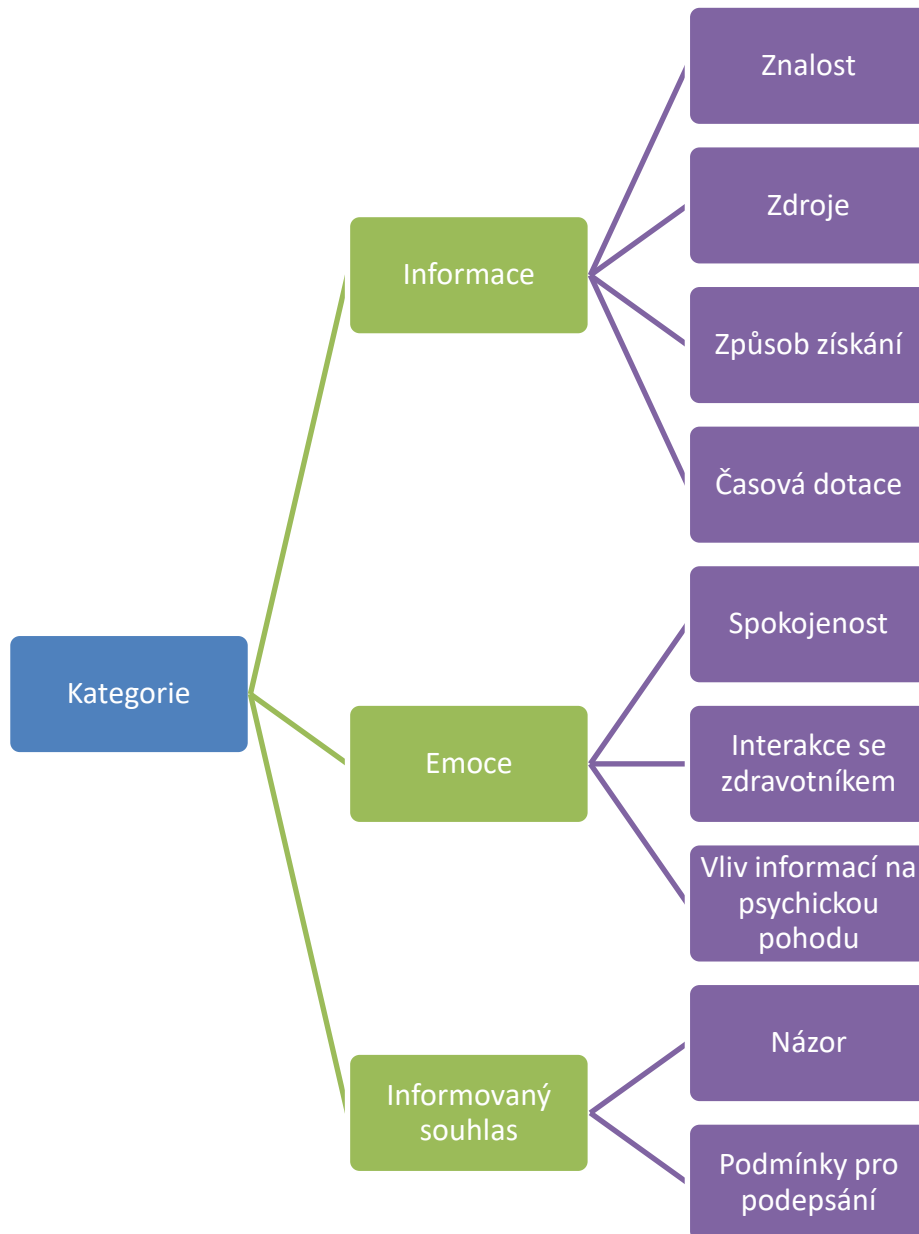 Kategorie
Informace
Znalost
Zdroje
Způsob získání
Časová dotace
Emoce
Spokojenost
Interakce se
zdravotníkem
Vliv informací na
psychickou
pohodu
Informovaný
souhlas
Názor
Podmínky pro
podepsání